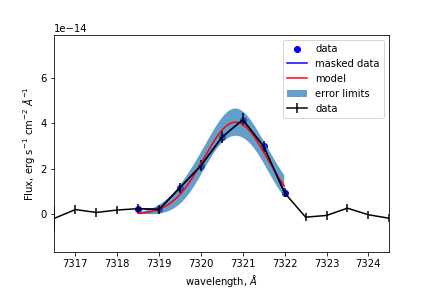 1e−14
data
masked data
model
error limits
data
6
4
2
0
Flux, erg s⁻¹ cm⁻² Å⁻¹
7317 7318 7319 7320 7321 7322 7323 7324
wavelength, Å